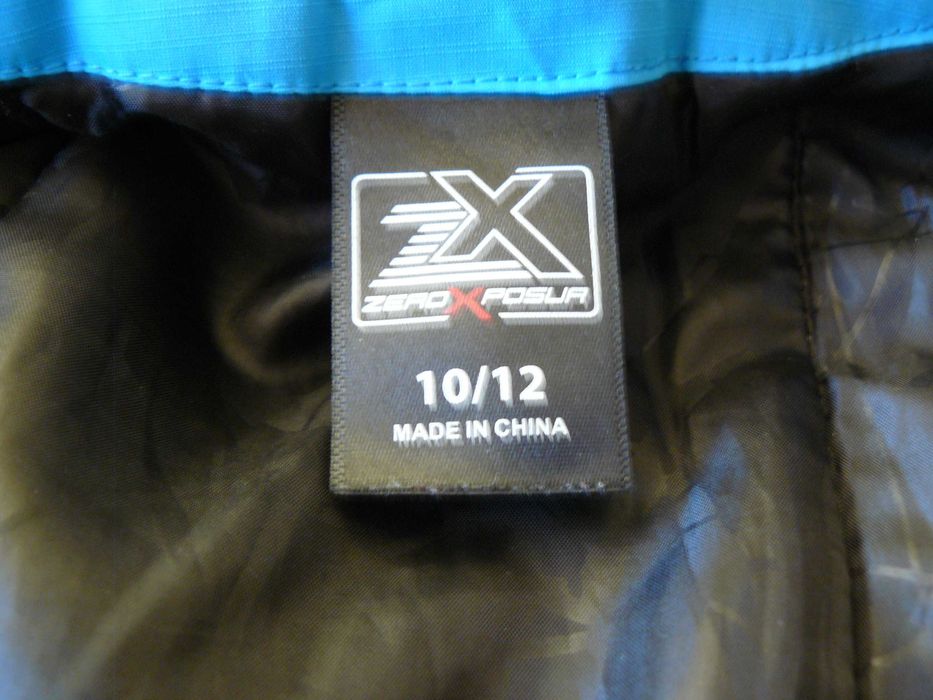 ZX
ZEROXPOSUR
10/12
MADE IN CHINA